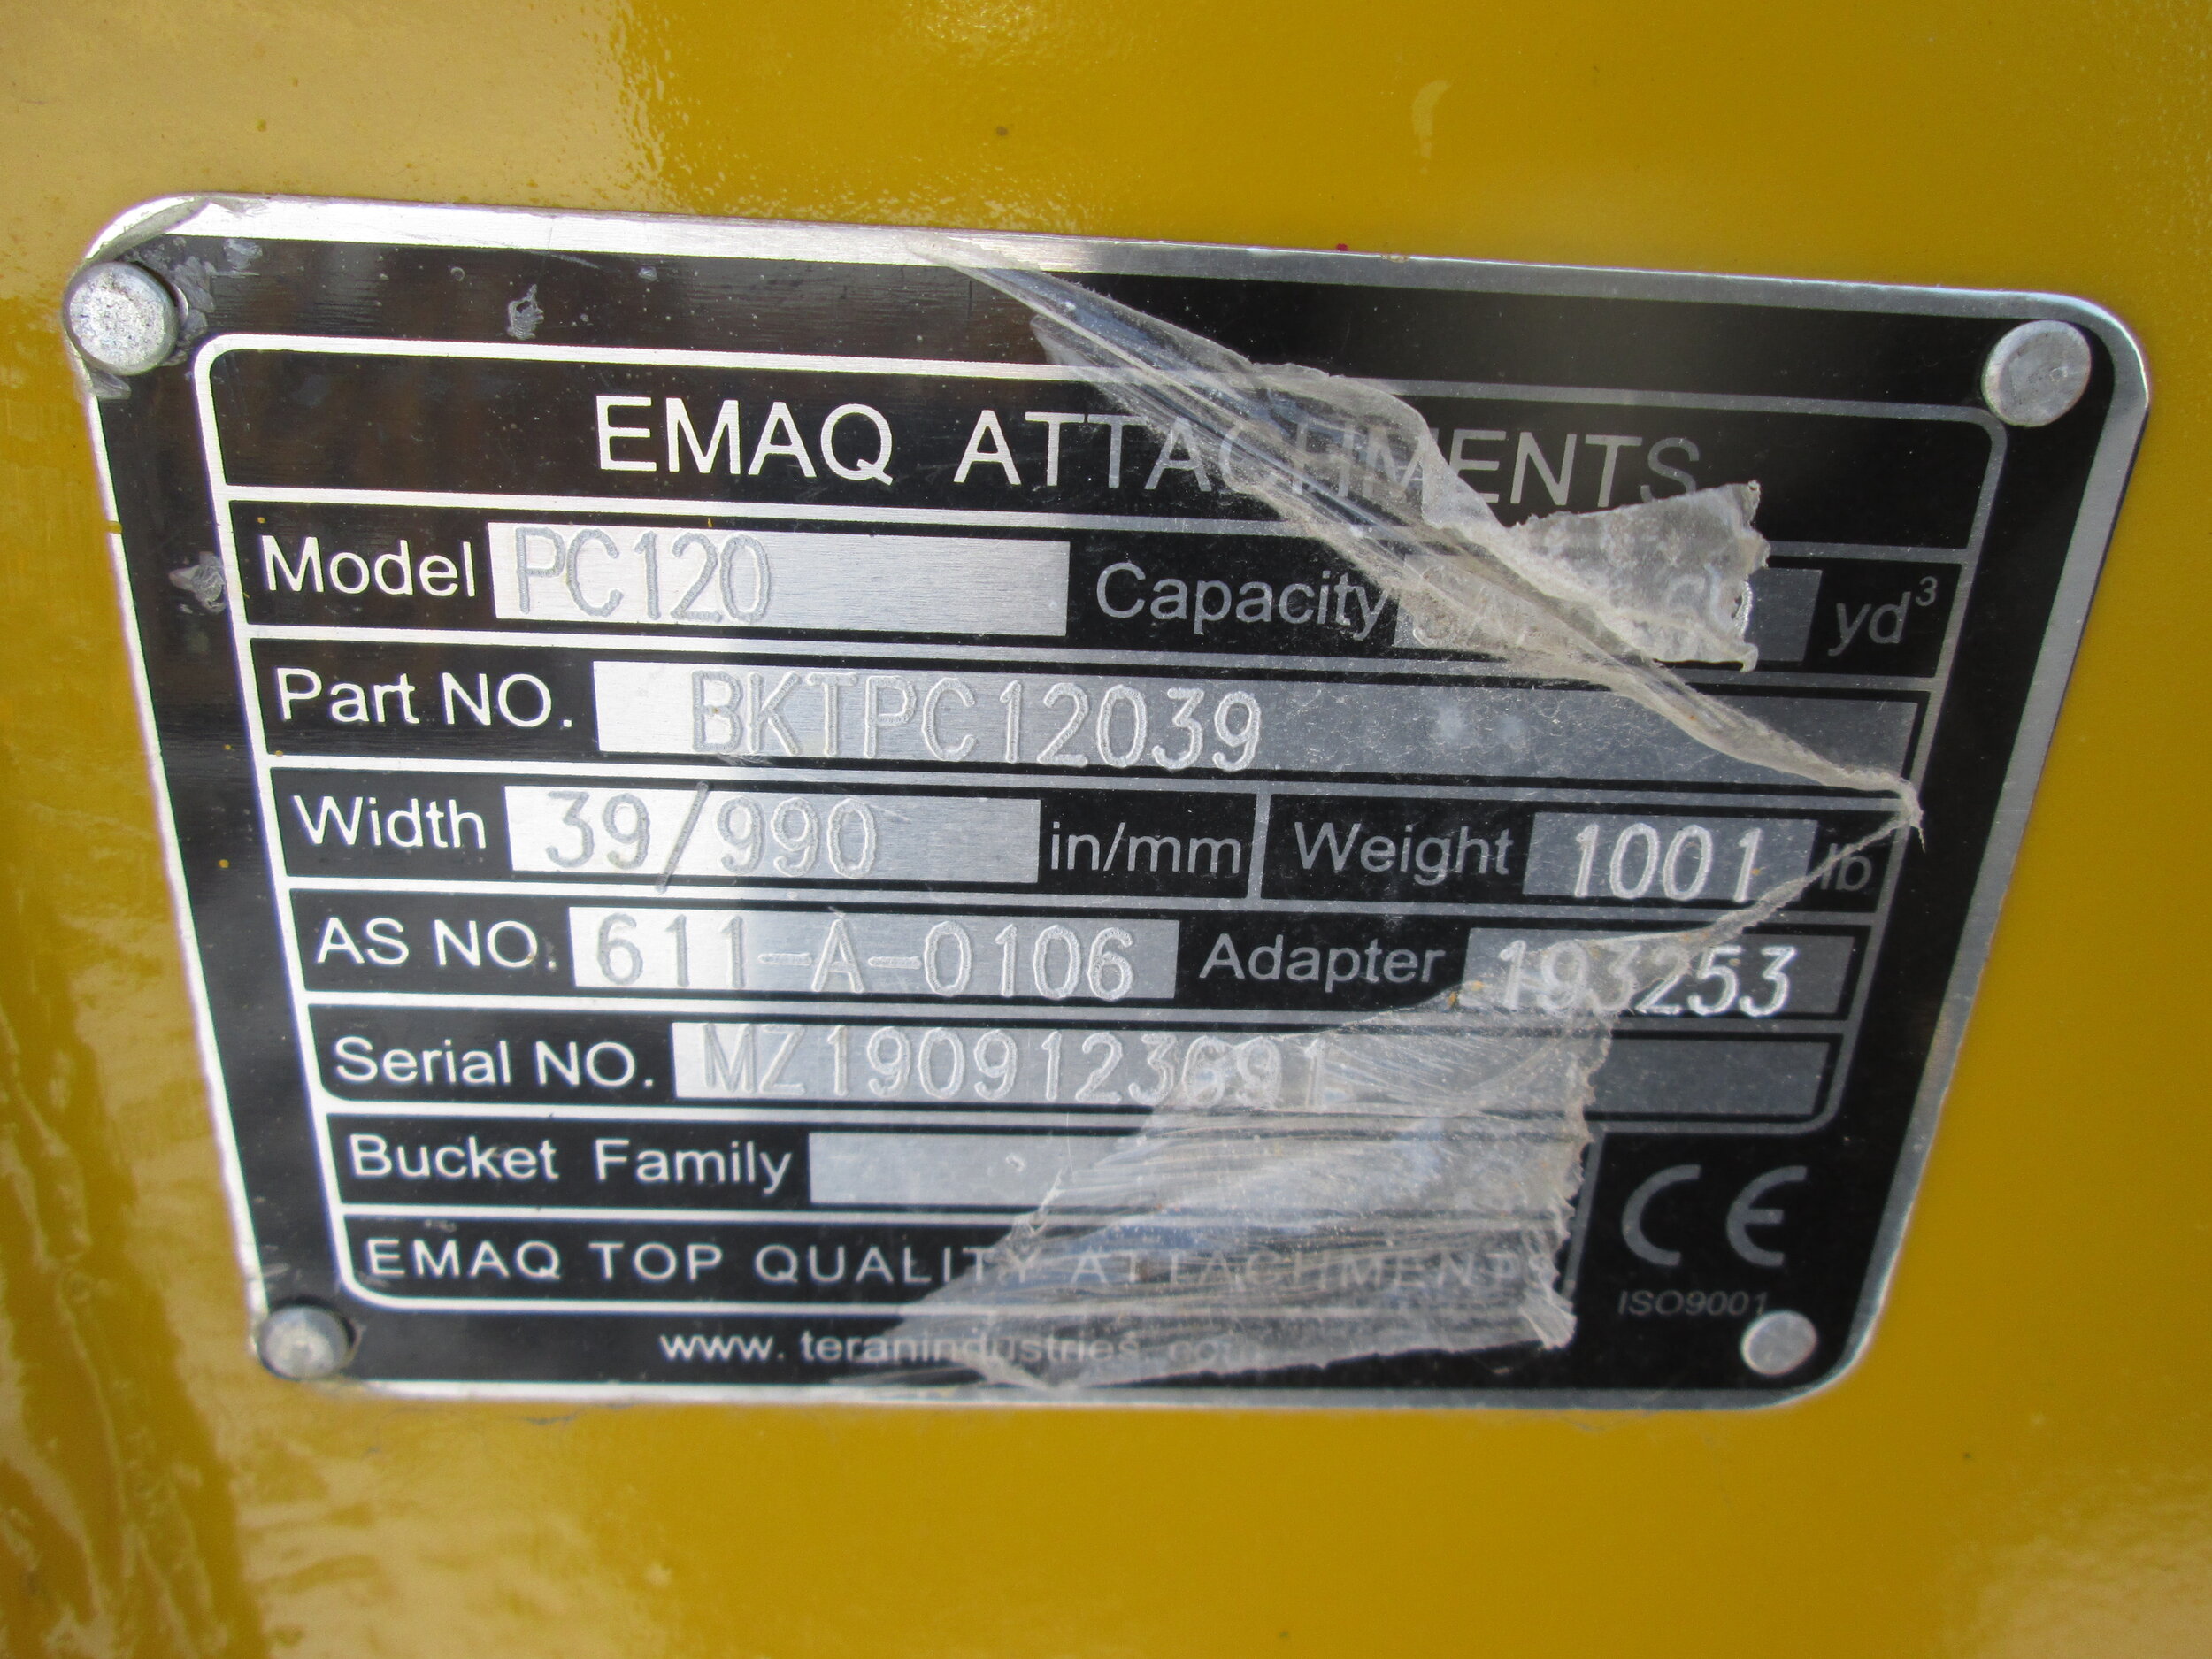 EMAQ ATTACHMENTS
Model PC120 Capacity yd³
Part NO. BKTPC12039
Width 39/990 in/mm Weight 1001 lb
AS NO. 611-A-0106 Adapter 193253
Serial NO. MZ1909123691
Bucket Family
CE
EMAQ TOP QUALITY ATTACHMENTS
ISO9001
www.teranindustries.com